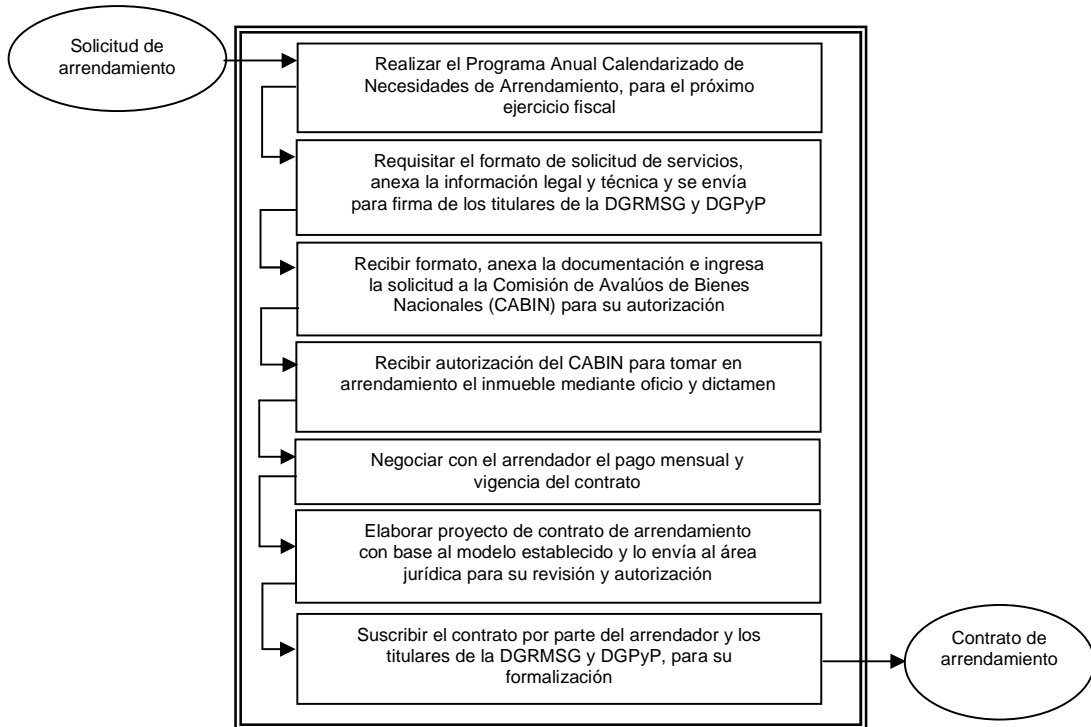 Solicitud de
arrendamiento
Realizar el Programa Anual Calendarizado de
Necesidades de Arrendamiento, para el próximo
ejercicio fiscal
Requisitar el formato de solicitud de servicios,
anexa la información legal y técnica y se envía
para firma de los titulares de la DGRMSG y DGPyP
Recibir formato, anexa la documentación e ingresa
la solicitud a la Comisión de Avalúos de Bienes
Nacionales (CABIN) para su autorización
Recibir autorización del CABIN para tomar en
arrendamiento el inmueble mediante oficio y dictamen
Negociar con el arrendador el pago mensual y
vigencia del contrato
Elaborar proyecto de contrato de arrendamiento
con base al modelo establecido y lo envía al área
jurídica para su revisión y autorización
Suscribir el contrato por parte del arrendador y los
titulares de la DGRMSG y DGPyP, para su
formalización
Contrato de
arrendamiento